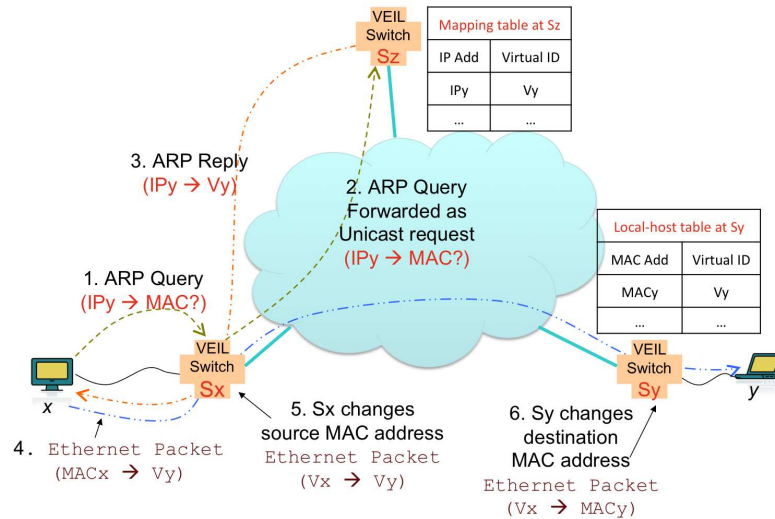 VEIL
Switch
Sz
Mapping table at Sz
IP Add Virtual ID
IPy Vy
... ...
3. ARP Reply
(IPy → Vy)
2. ARP Query
Forwarded as
Unicast request
(IPy → MAC?)
Local-host table at Sy
MAC Add Virtual ID
MACy Vy
... ...
1. ARP Query
(IPy → MAC?)
VEIL
Switch
Sx
VEIL
Switch
Sy
x
y
4. Ethernet Packet
(MACx → Vy)
5. Sx changes
source MAC address
Ethernet Packet
(Vx → Vy)
6. Sy changes
destination
MAC address
Ethernet Packet
(Vx → MACy)